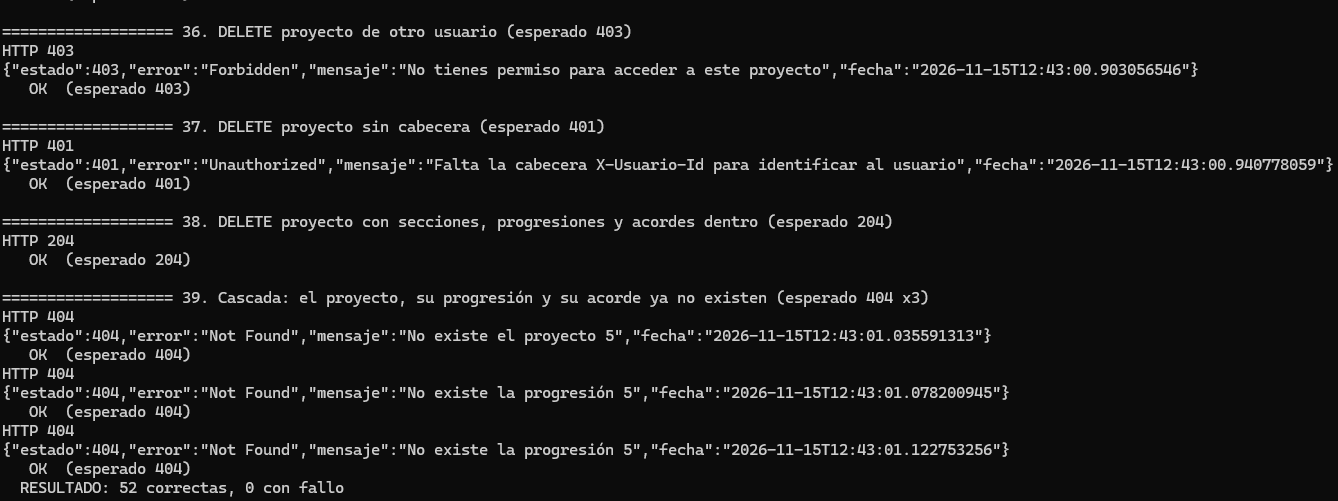 =================== 36. DELETE proyecto de otro usuario (esperado 403)
HTTP 403
{"estado":403,"error":"Forbidden","mensaje":"No tienes permiso para acceder a este proyecto","fecha":"2026-11-15T12:43:00.903056546"}
OK (esperado 403)
=================== 37. DELETE proyecto sin cabecera (esperado 401)
HTTP 401
{"estado":401,"error":"Unauthorized","mensaje":"Falta la cabecera X-Usuario-Id para identificar al usuario","fecha":"2026-11-15T12:43:00.940778059"}
OK (esperado 401)
=================== 38. DELETE proyecto con secciones, progresiones y acordes dentro (esperado 204)
HTTP 204
OK (esperado 204)
=================== 39. Cascada: el proyecto, su progresión y su acorde ya no existen (esperado 404 x3)
HTTP 404
{"estado":404,"error":"Not Found","mensaje":"No existe el proyecto 5","fecha":"2026-11-15T12:43:01.035591313"}
OK (esperado 404)
HTTP 404
{"estado":404,"error":"Not Found","mensaje":"No existe la progresión 5","fecha":"2026-11-15T12:43:01.078200945"}
OK (esperado 404)
HTTP 404
{"estado":404,"error":"Not Found","mensaje":"No existe la progresión 5","fecha":"2026-11-15T12:43:01.122753256"}
OK (esperado 404)
RESULTADO: 52 correctas, 0 con fallo